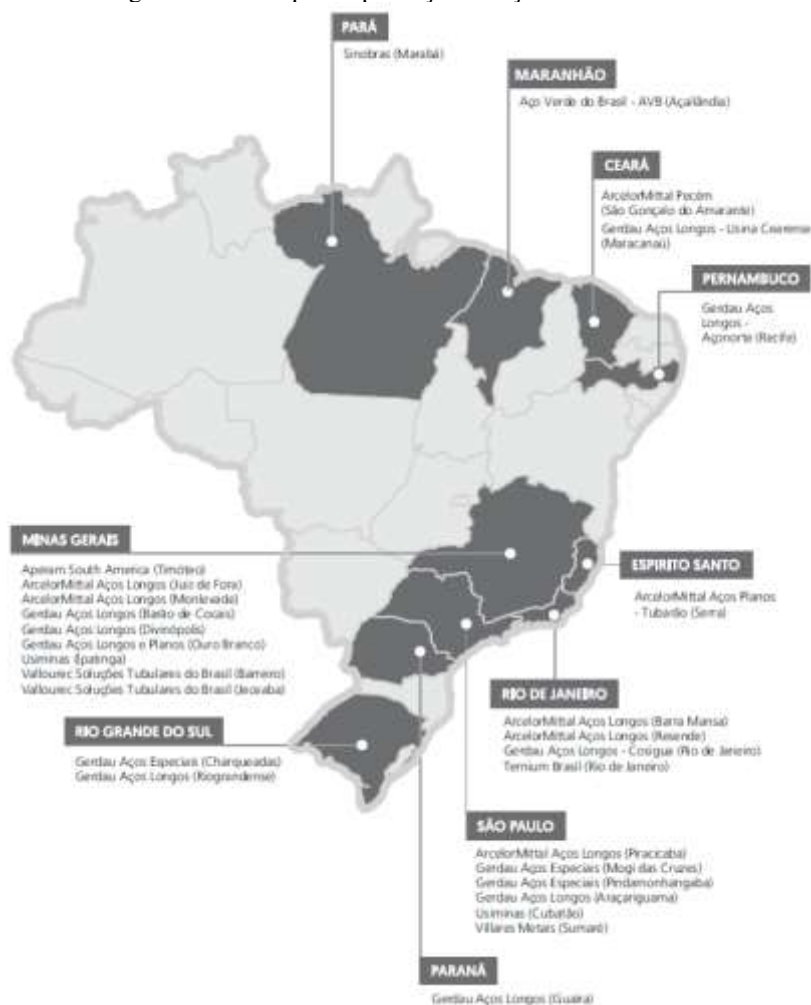 PARÁ
Sinobras (Marabá)
MARANHÃO
Aço Verde do Brasil - AVB (Açailândia)
CEARÁ
ArcelorMittal Pecém
(São Gonçalo do Amarante)
Gerdau Aços Longos - Usina Cearense
(Maracanaú)
PERNAMBUCO
Gerdau Aços
Longos -
Açonorte (Recife)
MINAS GERAIS
Aperam South America (Timóteo)
ArcelorMittal Aços Longos (Juiz de Fora)
ArcelorMittal Aços Longos (Monlevade)
Gerdau Aços Longos (Barão de Cocais)
Gerdau Aços Longos (Divinópolis)
Gerdau Aços Longos e Planos (Ouro Branco)
Usiminas (Ipatinga)
Vallourec Soluções Tubulares do Brasil (Barreiro)
Vallourec Soluções Tubulares do Brasil (Jeceaba)
ESPIRITO SANTO
ArcelorMittal Aços Planos
- Tubarão (Serra)
RIO DE JANEIRO
ArcelorMittal Aços Longos (Barra Mansa)
ArcelorMittal Aços Longos (Resende)
Gerdau Aços Longos - Cosigua (Rio de Janeiro)
Ternium Brasil (Rio de Janeiro)
RIO GRANDE DO SUL
Gerdau Aços Especiais (Charqueadas)
Gerdau Aços Longos (Riograndense)
SÃO PAULO
ArcelorMittal Aços Longos (Piracicaba)
Gerdau Aços Especiais (Mogi das Cruzes)
Gerdau Aços Especiais (Pindamonhangaba)
Gerdau Aços Longos (Araçariguama)
Usiminas (Cubatão)
Villares Metais (Sumaré)
PARANÁ
Gerdau Aços Longos (Guaíra)